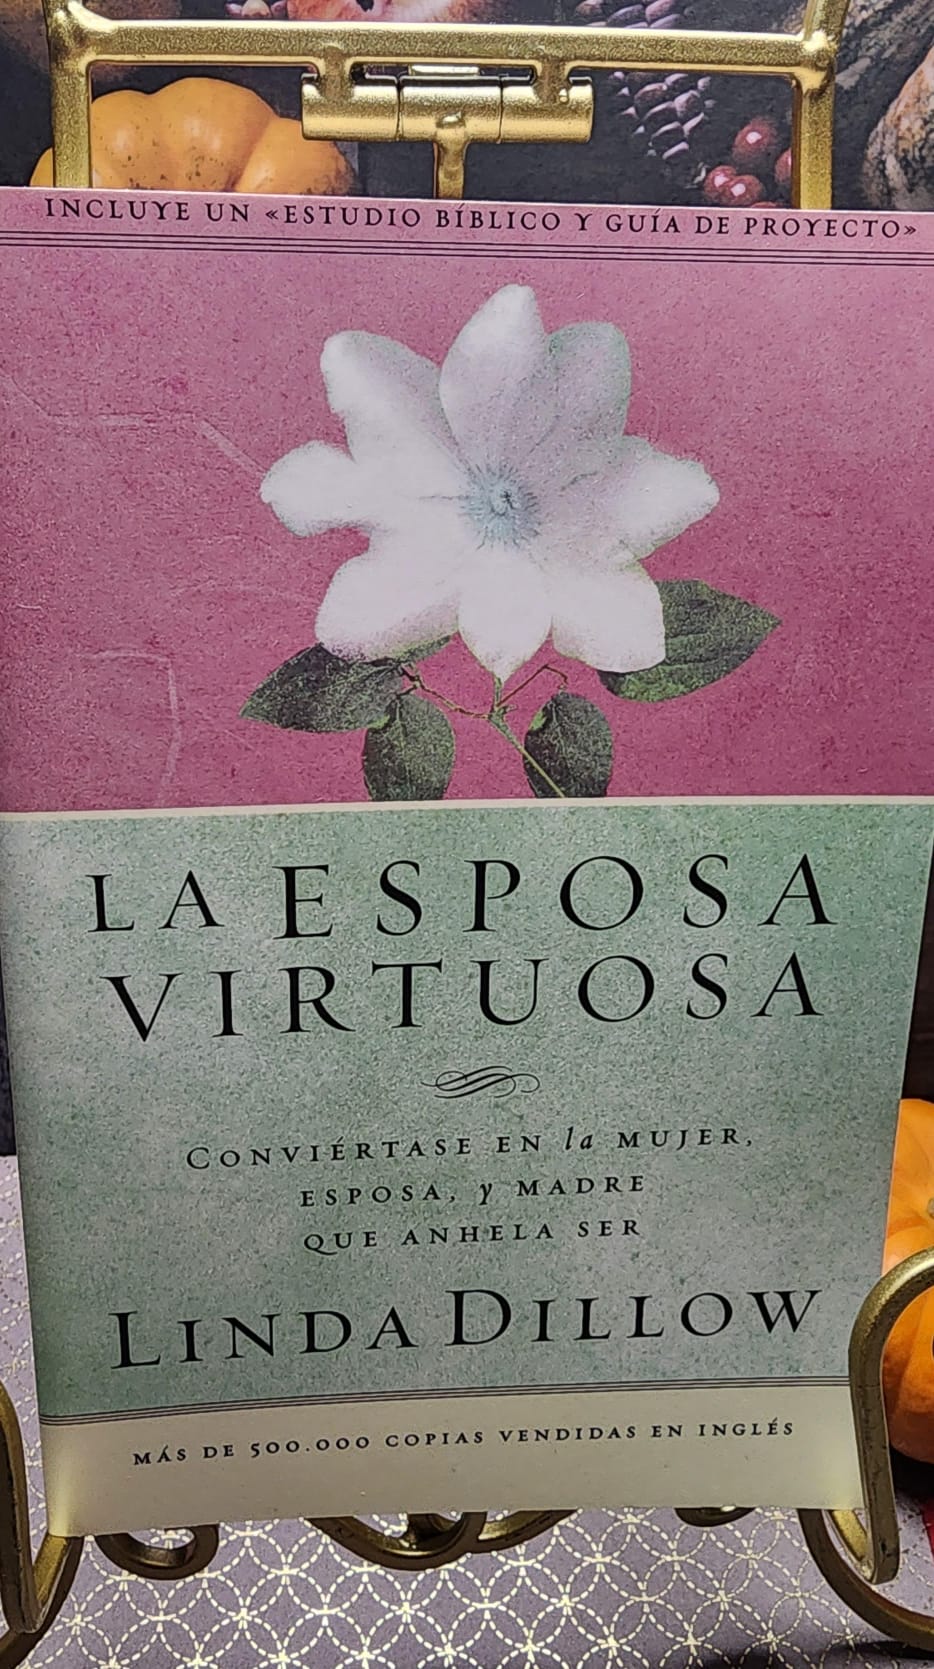 INCLUYE UN «ESTUDIO BÍBLICO Y GUÍA DE PROYECTO»
LA ESPOSA
VIRTUOSA
CONVIÉRTASE EN la MUJER,
ESPOSA, y MADRE
QUE ANHELA SER
LINDA DILLOW
MÁS DE 500.000 COPIAS VENDIDAS EN INGLÉS